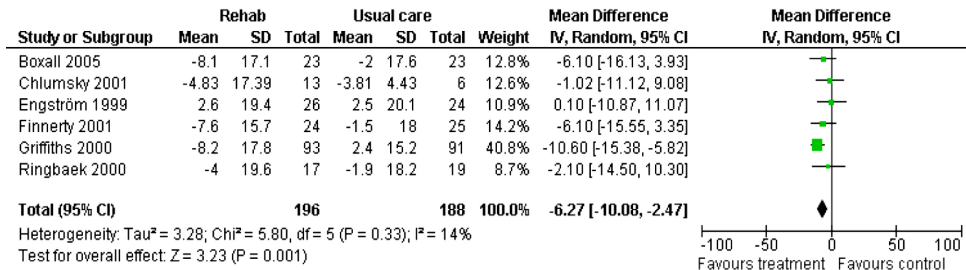 Rehab Usual care Mean Difference Mean Difference
Study or Subgroup Mean SD Total Mean SD Total Weight IV, Random, 95% CI IV, Random, 95% CI
Boxall 2005 -8.1 17.1 23 -2 17.6 23 12.8% -6.10 [-16.13, 3.93]
Chlumsky 2001 -4.83 17.39 13 -3.81 4.43 6 12.6% -1.02 [-11.12, 9.08]
Engström 1999 2.6 19.4 26 2.5 20.1 24 10.9% 0.10 [-10.87, 11.07]
Finnerty 2001 -7.6 15.7 24 -1.5 18 25 14.2% -6.10 [-15.55, 3.35]
Griffiths 2000 -8.2 17.8 93 2.4 15.2 91 40.8% -10.60 [-15.38, -5.82]
Ringbaek 2000 -4 19.6 17 -1.9 18.2 19 8.7% -2.10 [-14.50, 10.30]
Total (95% CI) 196 188 100.0% -6.27 [-10.08, -2.47]
Heterogeneity: Tau² = 3.28; Chi² = 5.80, df = 5 (P = 0.33); I² = 14%
Test for overall effect: Z = 3.23 (P = 0.001)
-100 -50 0 50 100
Favours treatment Favours control